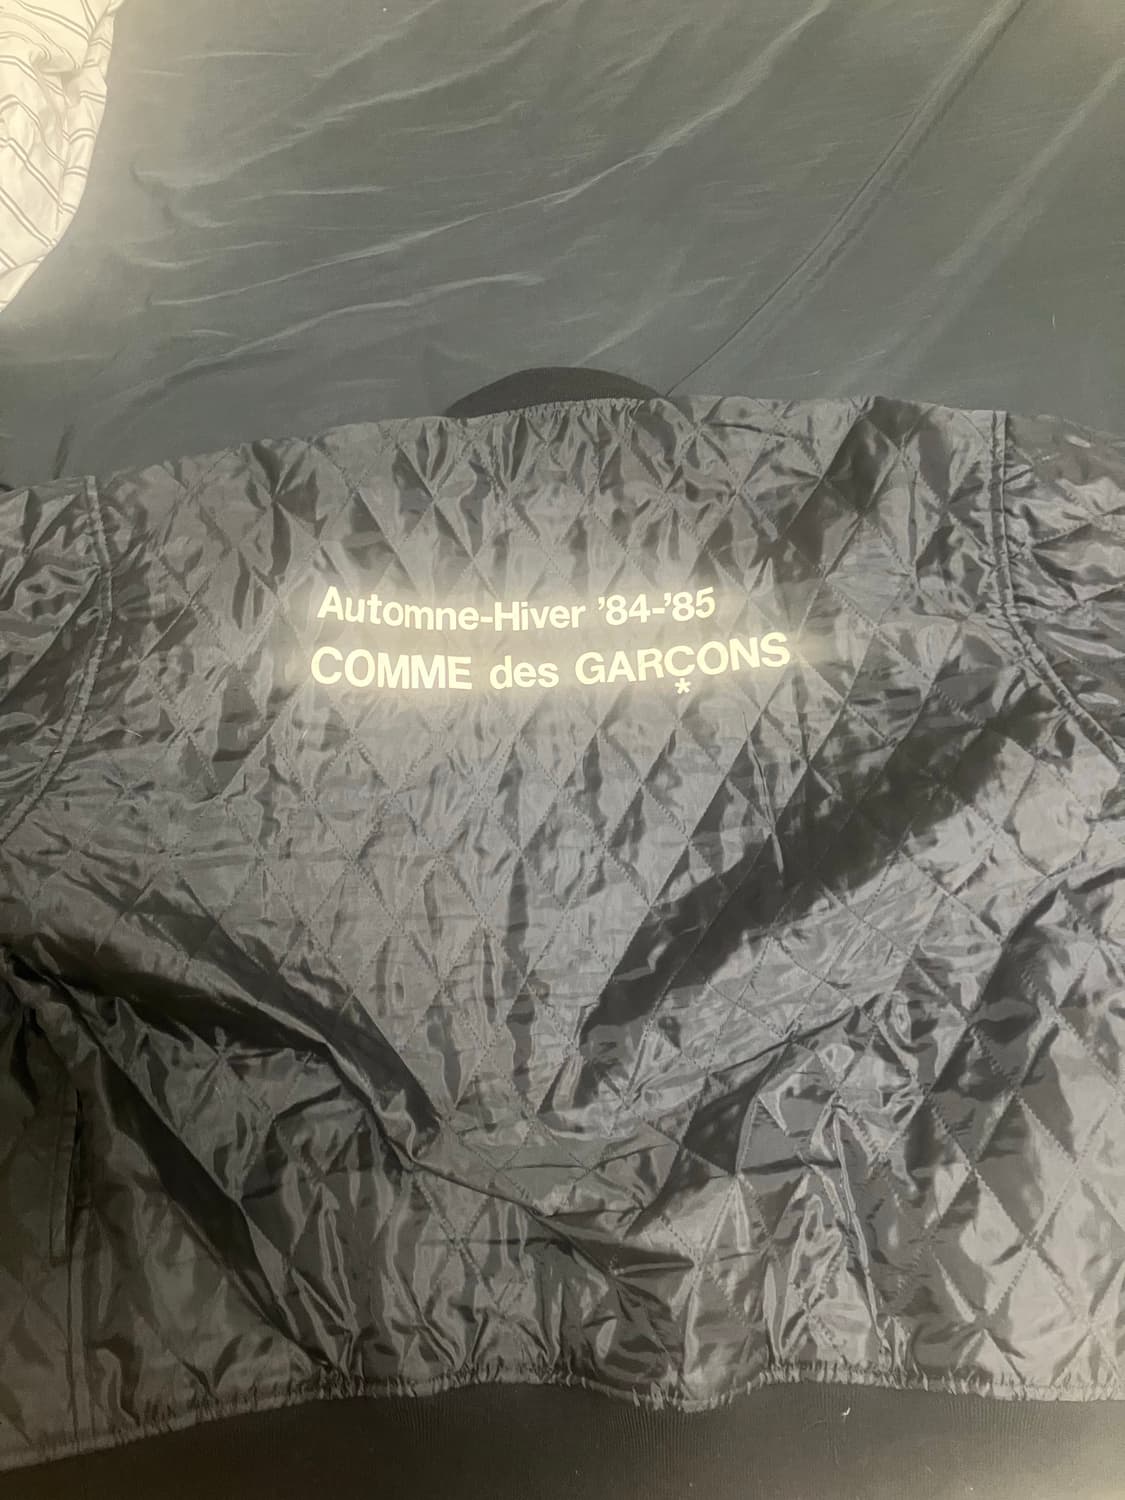 Automne-Hiver ’84-’85
COMME des GARÇONS
*